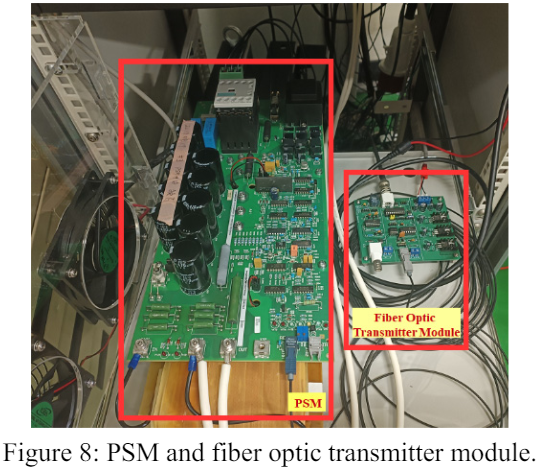 PSM
Fiber Optic
Transmitter Module
Figure 8: PSM and fiber optic transmitter module.